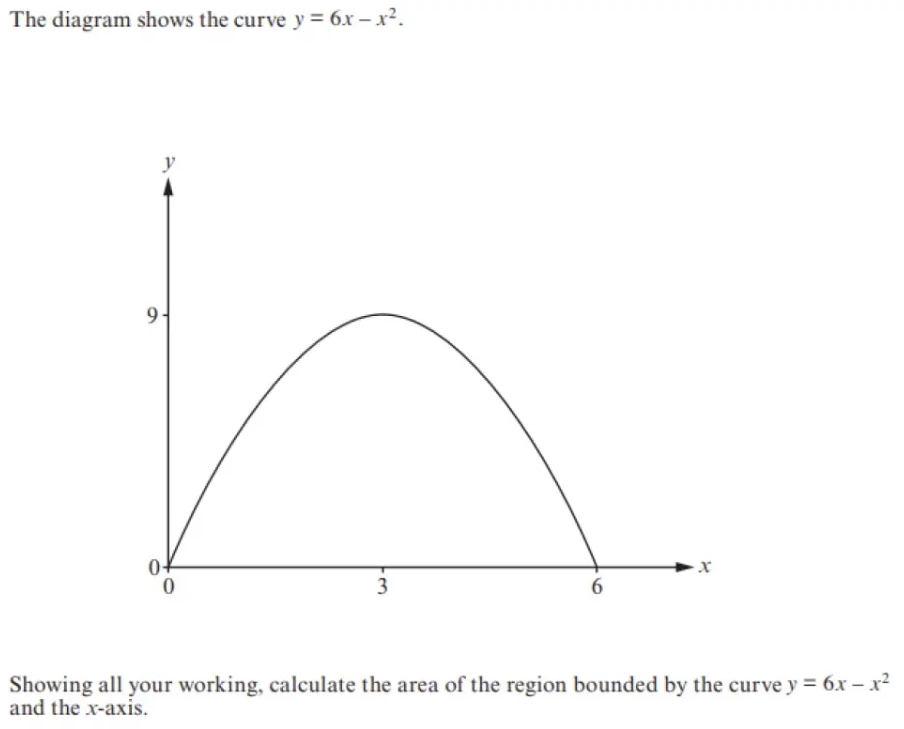 The diagram shows the curve y = 6x – x².
y
9
0
0
3
6
x
Showing all your working, calculate the area of the region bounded by the curve y = 6x – x²
and the x-axis.